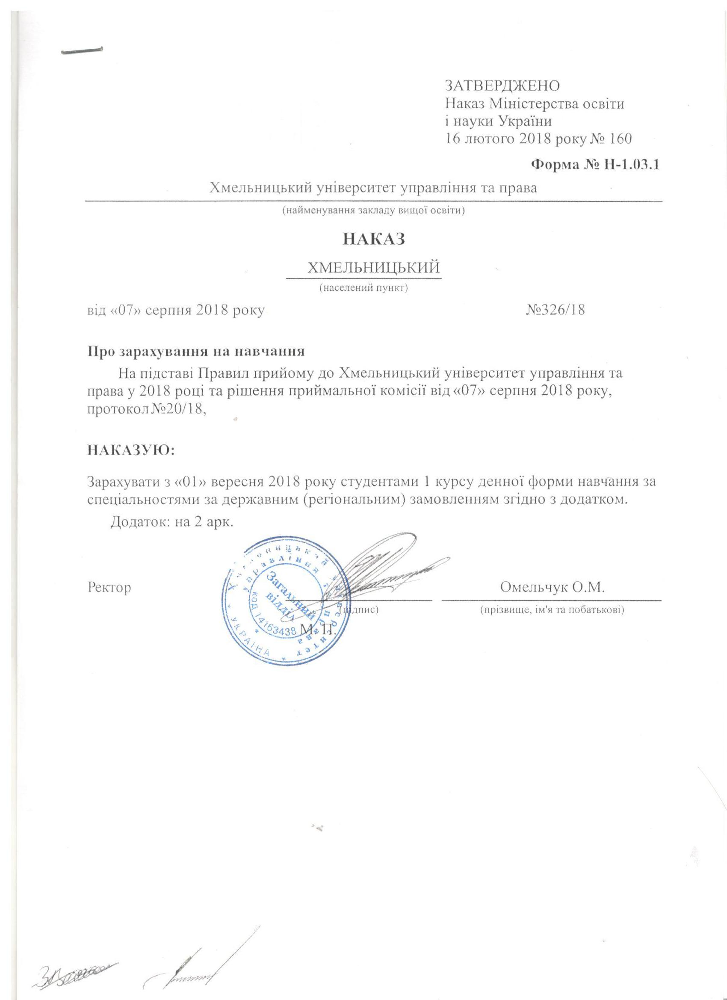 ЗАТВЕРДЖЕНО
Наказ Міністерства освіти
і науки України
16 лютого 2018 року № 160
Форма № Н-1.03.1
Хмельницький університет управління та права
(найменування закладу вищої освіти)
НАКАЗ
ХМЕЛЬНИЦЬКИЙ
(населений пункт)
від «07» серпня 2018 року №326/18
Про зарахування на навчання
На підставі Правил прийому до Хмельницький університет управління та
права у 2018 році та рішення приймальної комісії від «07» серпня 2018 року,
протокол №20/18,
НАКАЗУЮ:
Зарахувати з «01» вересня 2018 року студентами 1 курсу денної форми навчання за
спеціальностями за державним (регіональним) замовленням згідно з додатком.
Додаток: на 2 арк.
Ректор Омельчук О.М.
(підпис) (прізвище, ім'я та побатькові)
М. П.
Хмельницький університет
управління та права
* УКРАЇНА *
Загальний
відділ
код 14163438 *